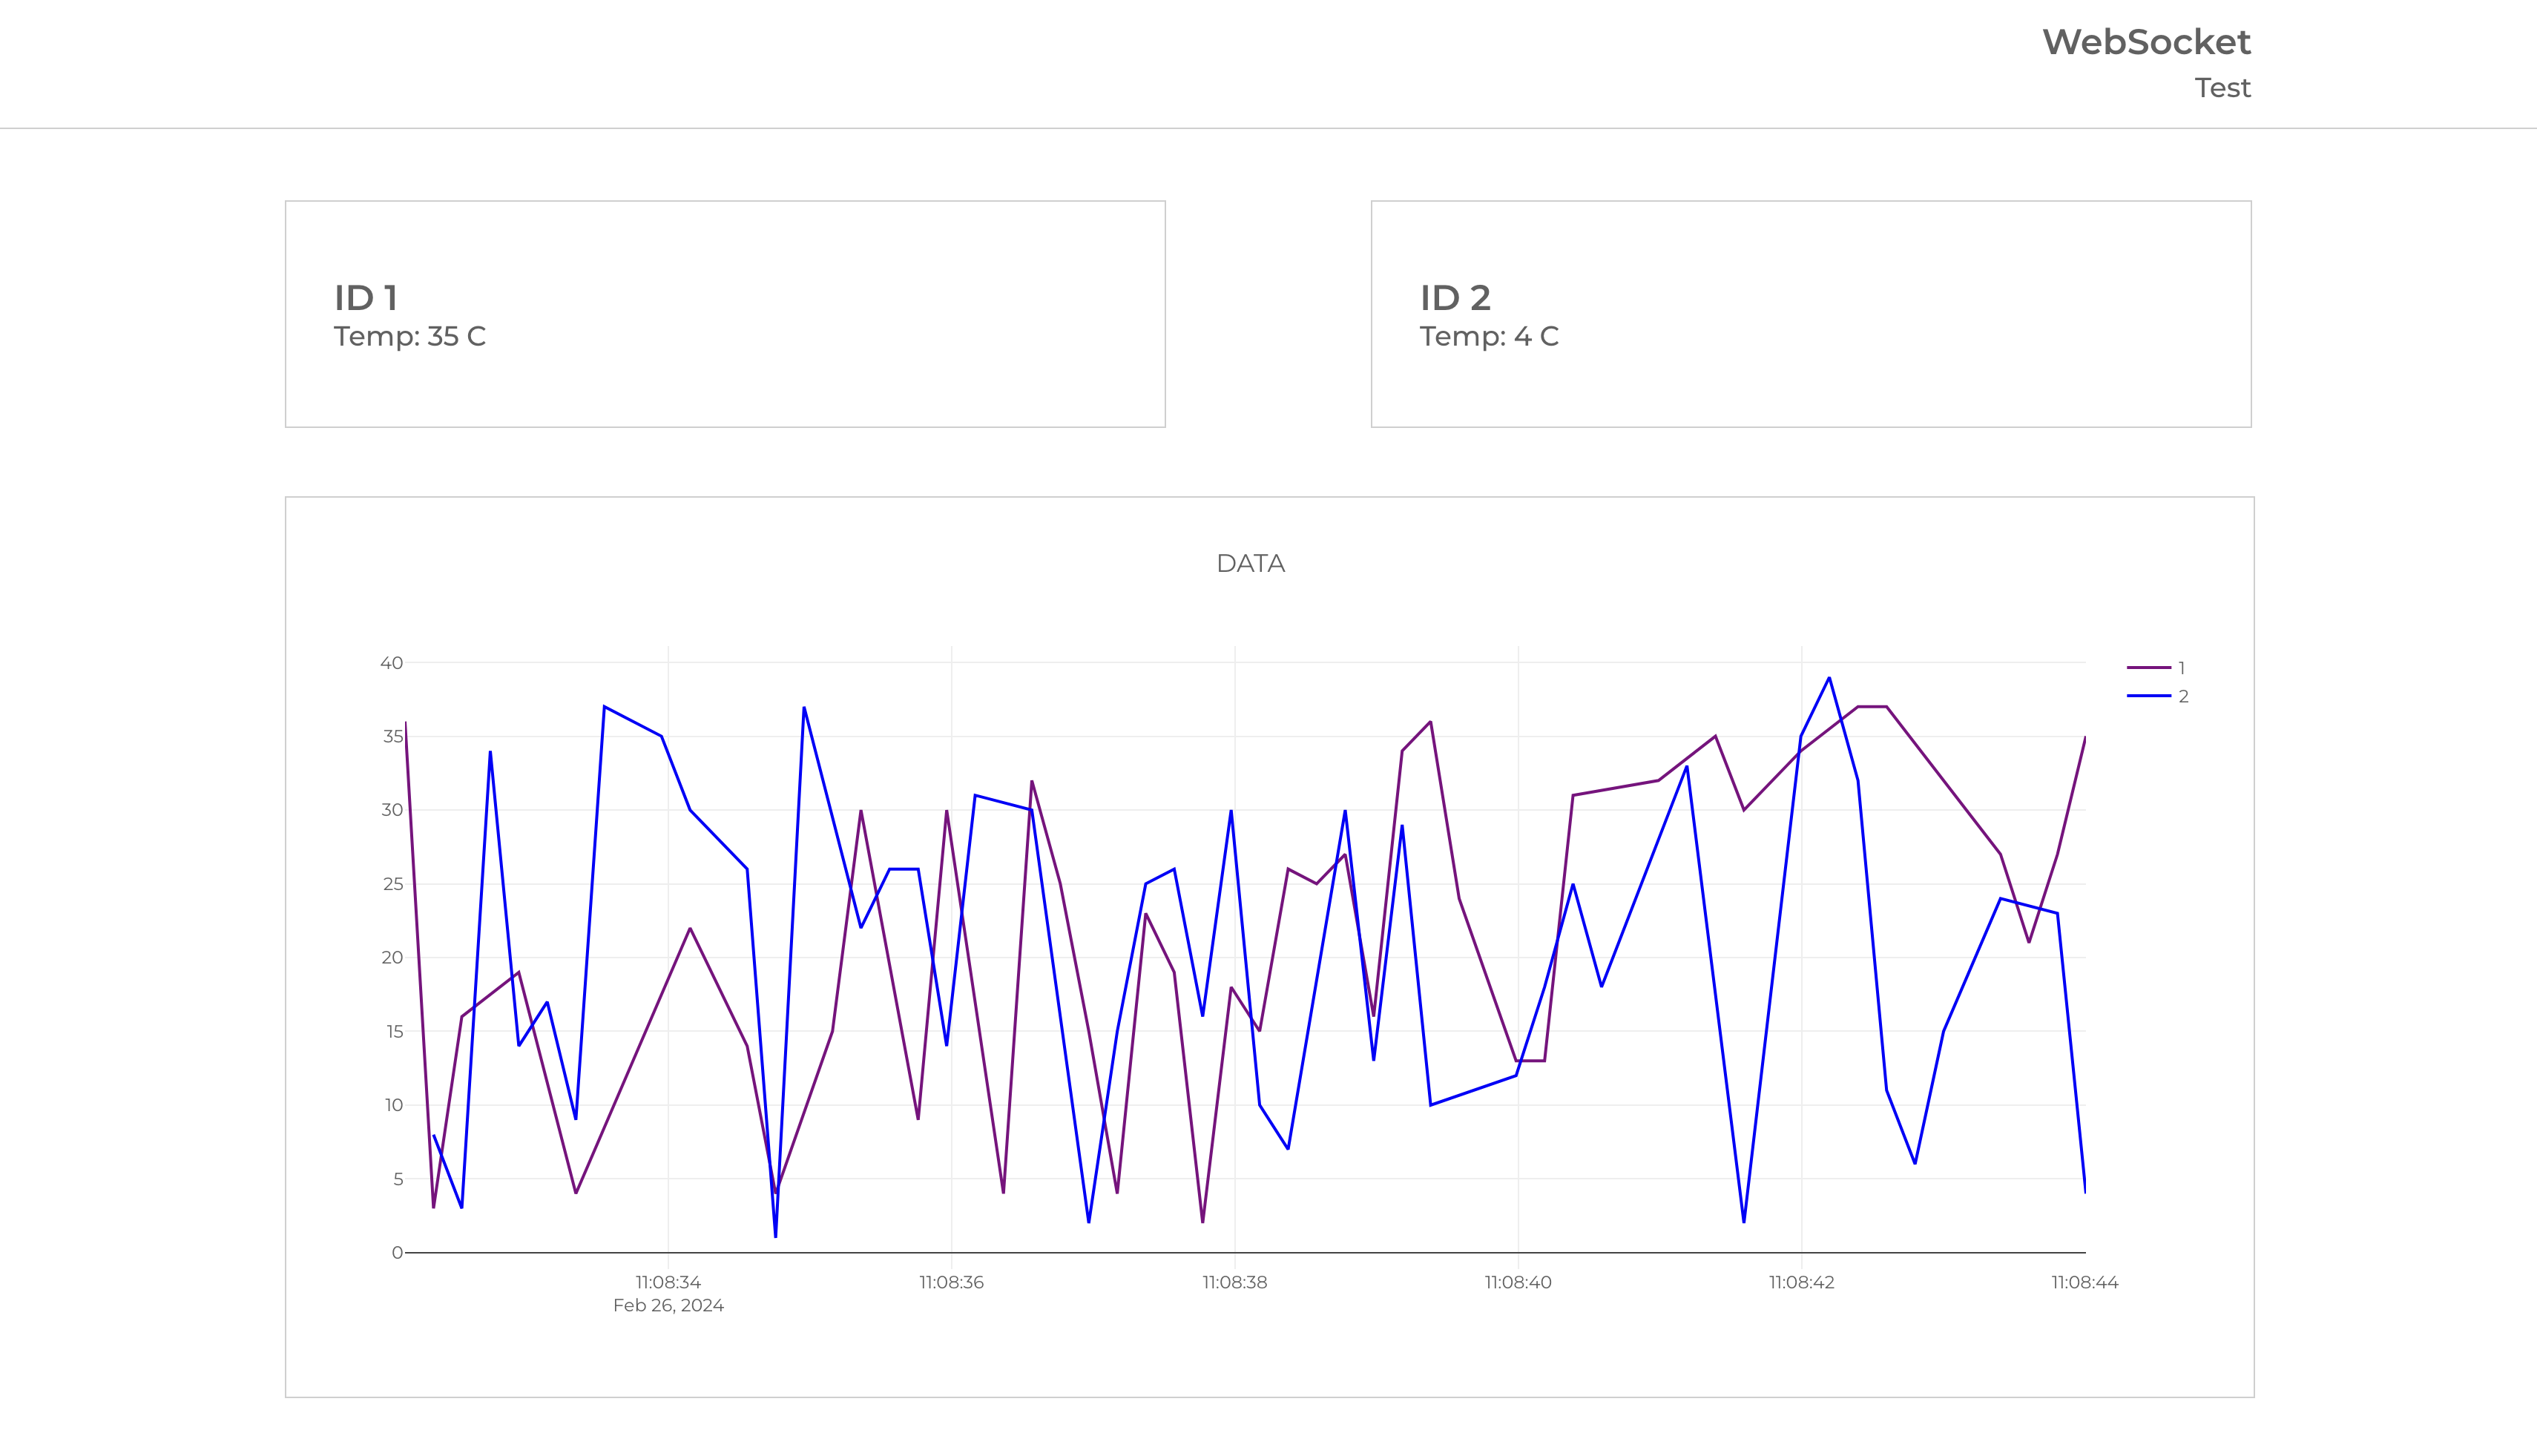 WebSocket
Test
ID 1
Temp: 35 C
ID 2
Temp: 4 C
DATA
40
35
30
25
20
15
10
5
0
1
2
11:08:34
Feb 26, 2024
11:08:36
11:08:38
11:08:40
11:08:42
11:08:44